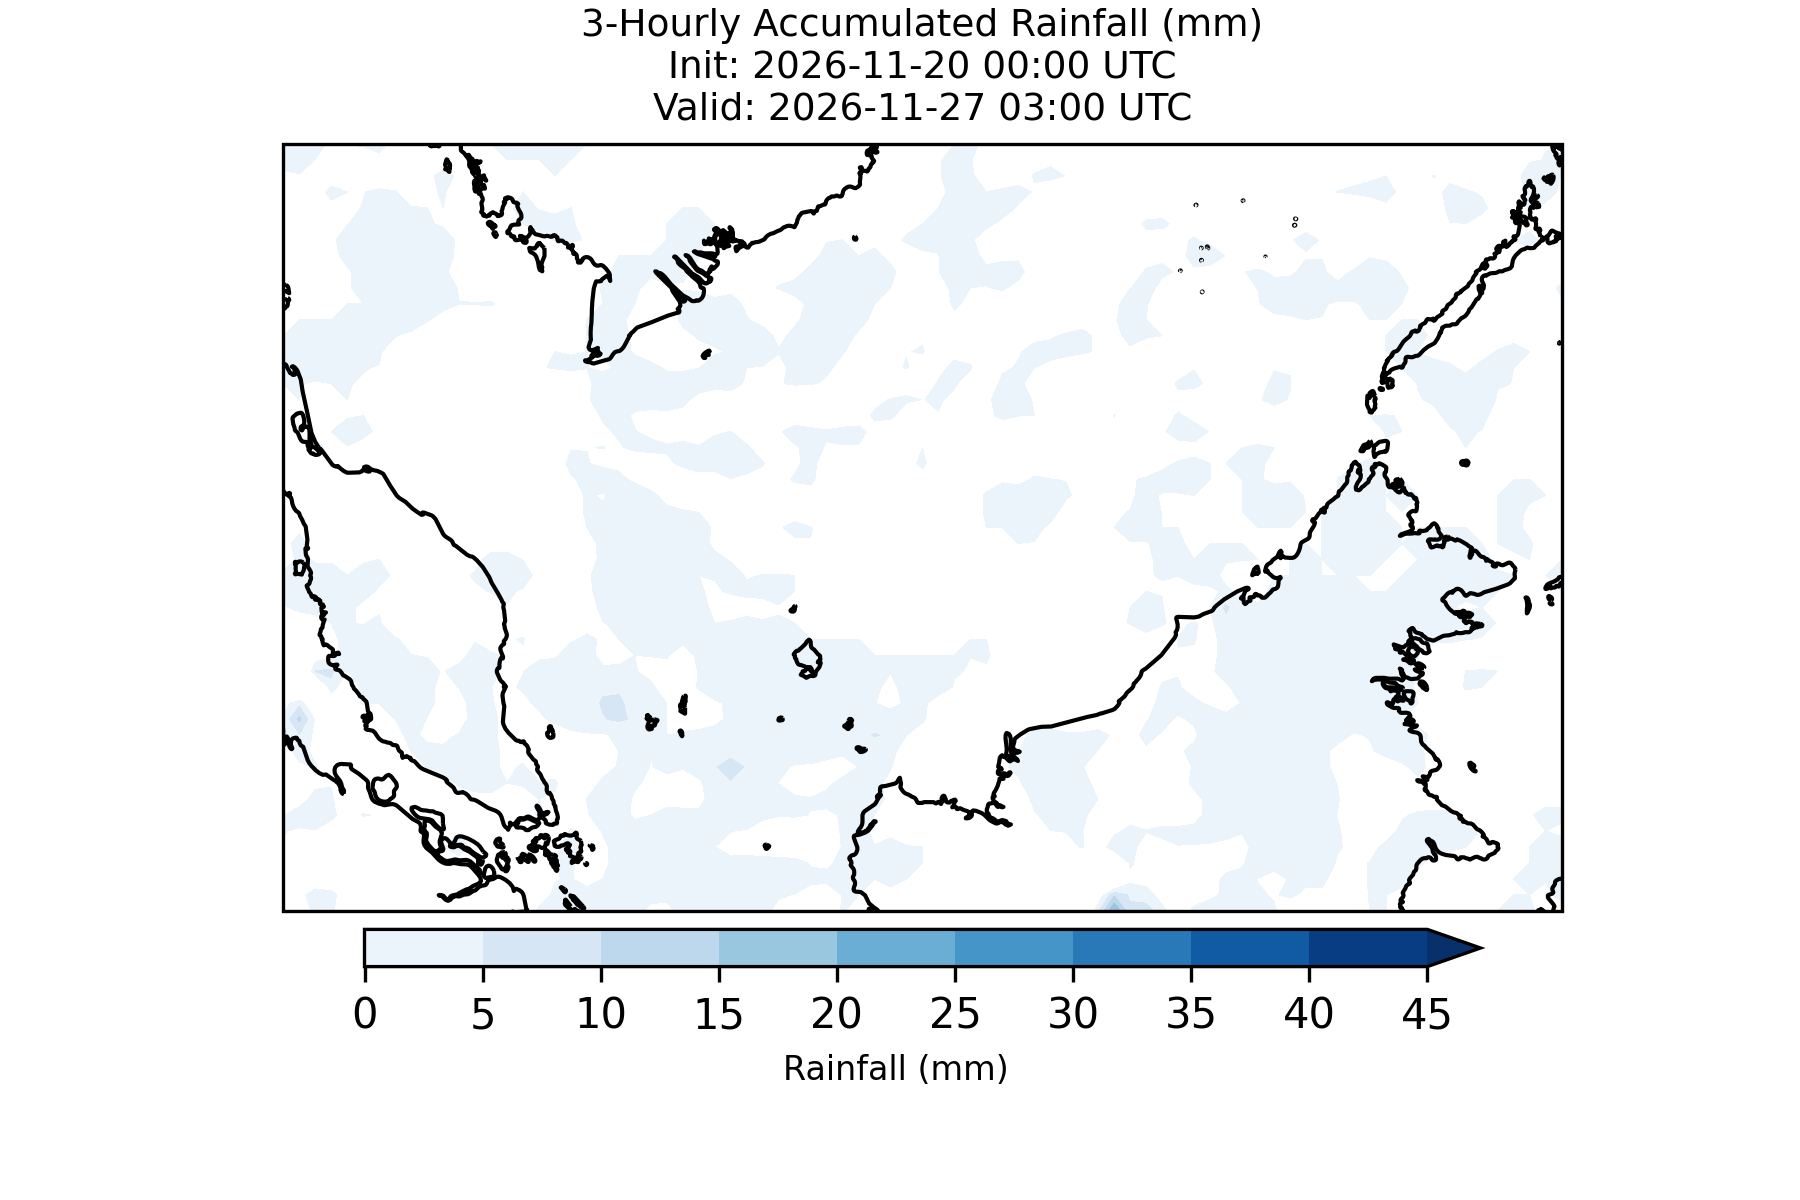 3-Hourly Accumulated Rainfall (mm)
Init: 2026-11-20 00:00 UTC
Valid: 2026-11-27 03:00 UTC
0 5 10 15 20 25 30 35 40 45
Rainfall (mm)